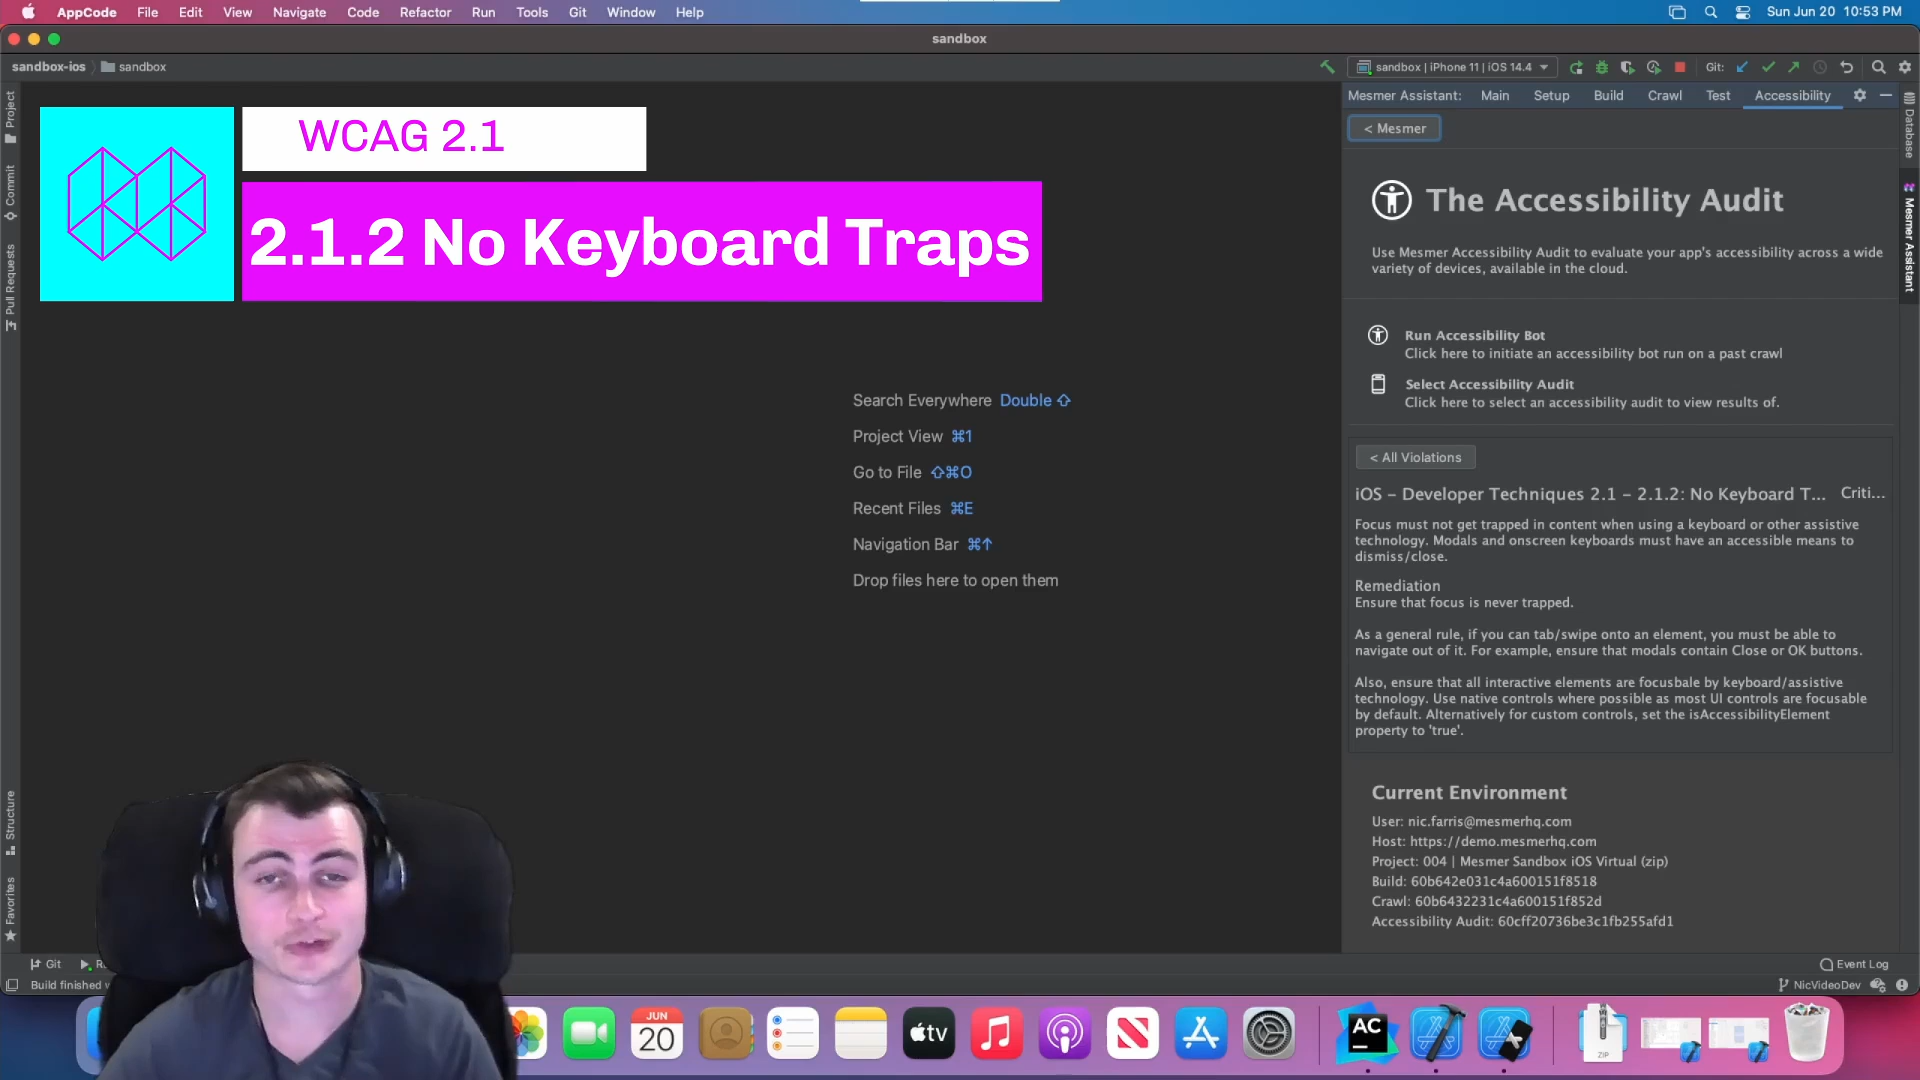 AppCode File Edit View Navigate Code Refactor Run Tools Git Window Help
Sun Jun 20 10:53 PM
sandbox
sandbox-ios sandbox
sandbox | iPhone 11 | iOS 14.4
Git:
Mesmer Assistant: Main Setup Build Crawl Test Accessibility
Project
Commit
Pull Requests
Structure
Favorites
Database
Mesmer Assistant
WCAG 2.1
2.1.2 No Keyboard Traps
Search Everywhere Double ⇧
Project View ⌘1
Go to File ⇧⌘O
Recent Files ⌘E
Navigation Bar ⌘↑
Drop files here to open them
< Mesmer
The Accessibility Audit
Use Mesmer Accessibility Audit to evaluate your app's accessibility across a wide
variety of devices, available in the cloud.
Run Accessibility Bot
Click here to initiate an accessibility bot run on a past crawl
Select Accessibility Audit
Click here to select an accessibility audit to view results of.
< All Violations
iOS – Developer Techniques 2.1 – 2.1.2: No Keyboard T... Criti...
Focus must not get trapped in content when using a keyboard or other assistive
technology. Modals and onscreen keyboards must have an accessible means to
dismiss/close.
Remediation
Ensure that focus is never trapped.
As a general rule, if you can tab/swipe onto an element, you must be able to
navigate out of it. For example, ensure that modals contain Close or OK buttons.
Also, ensure that all interactive elements are focusbale by keyboard/assistive
technology. Use native controls where possible as most UI controls are focusable
by default. Alternatively for custom controls, set the isAccessibilityElement
property to 'true'.
Current Environment
User: nic.farris@mesmerhq.com
Host: https://demo.mesmerhq.com
Project: 004 | Mesmer Sandbox iOS Virtual (zip)
Build: 60b642e031c4a600151f8518
Crawl: 60b6432231c4a600151f852d
Accessibility Audit: 60cff20736be3c1fb255afd1
Git
Event Log
Build finished
NicVideoDev
JUN
20
tv
AC
ZIP